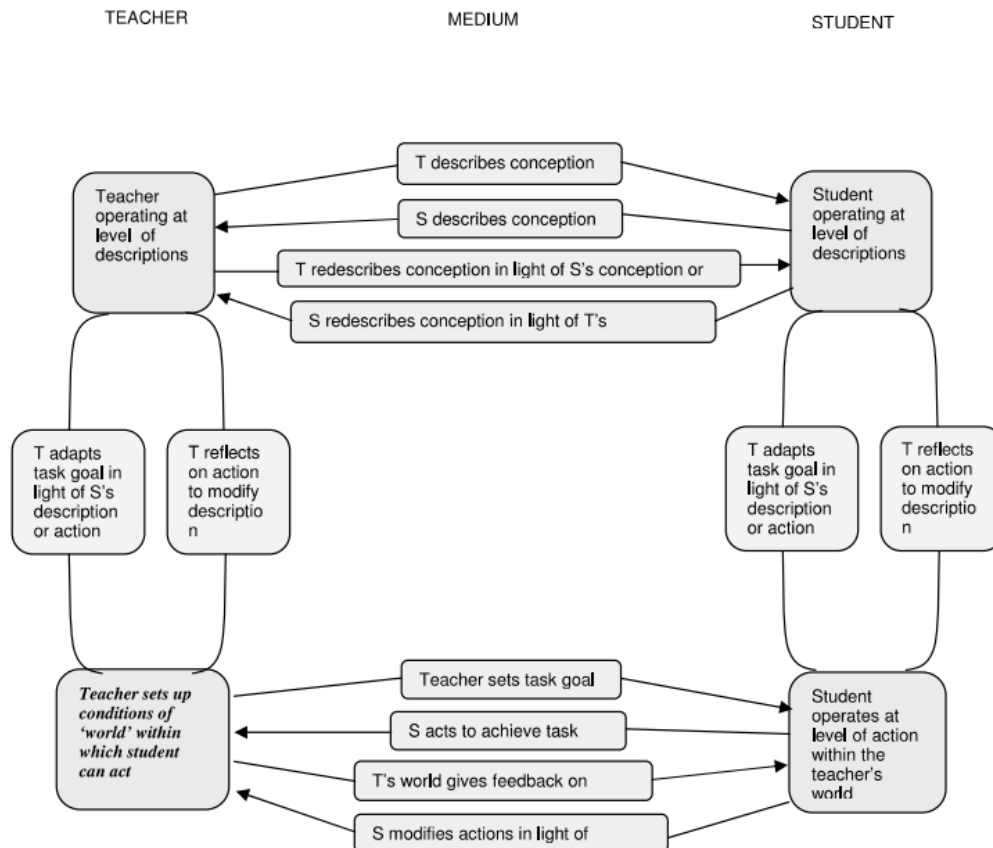 TEACHER
MEDIUM
STUDENT
T describes conception
Teacher
operating at
level of
descriptions
Student
operating at
level of
descriptions
S describes conception
T redescribes conception in light of S's conception or
S redescribes conception in light of T's
T adapts
task goal in
light of S's
description
or action
T reflects
on action
to modify
descriptio
n
T adapts
task goal in
light of S's
description
or action
T reflects
on action
to modify
descriptio
n
Teacher sets up
conditions of
‘world’ within
which student
can act
Teacher sets task goal
S acts to achieve task
T's world gives feedback on
S modifies actions in light of
Student
operates at
level of action
within the
teacher's
world